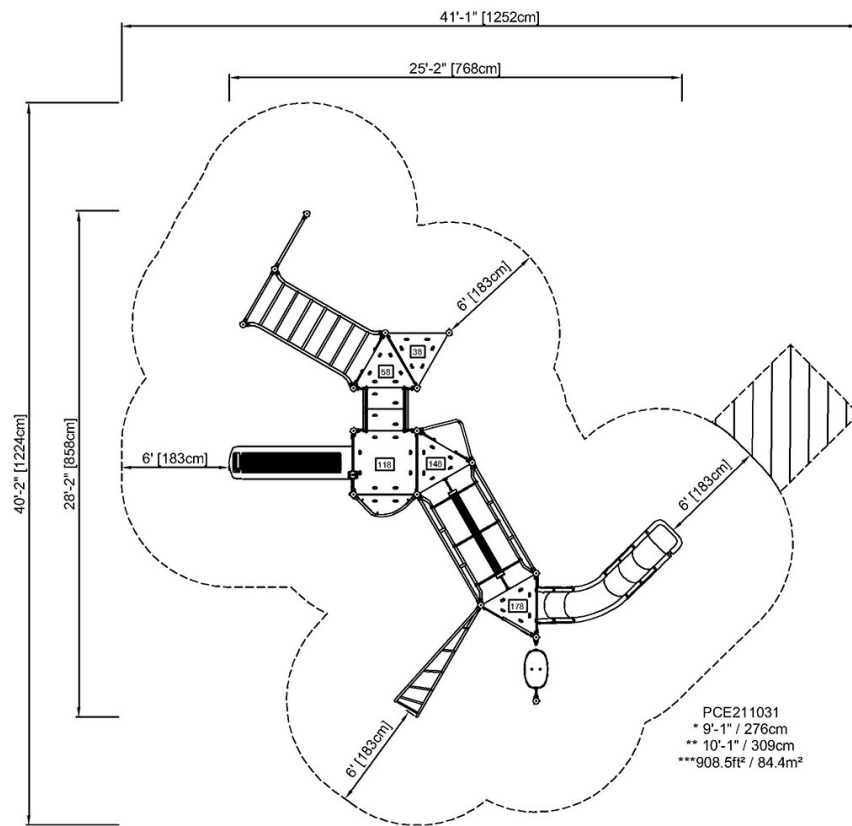 41'-1" [1252cm]
25'-2" [768cm]
6' [183cm]
38
58
40'-2" [1224cm]
28'-2" [858cm]
6' [183cm]
118
148
6' [183cm]
178
6' [183cm]
PCE211031
* 9'-1" / 276cm
** 10'-1" / 309cm
***908.5ft² / 84.4m²